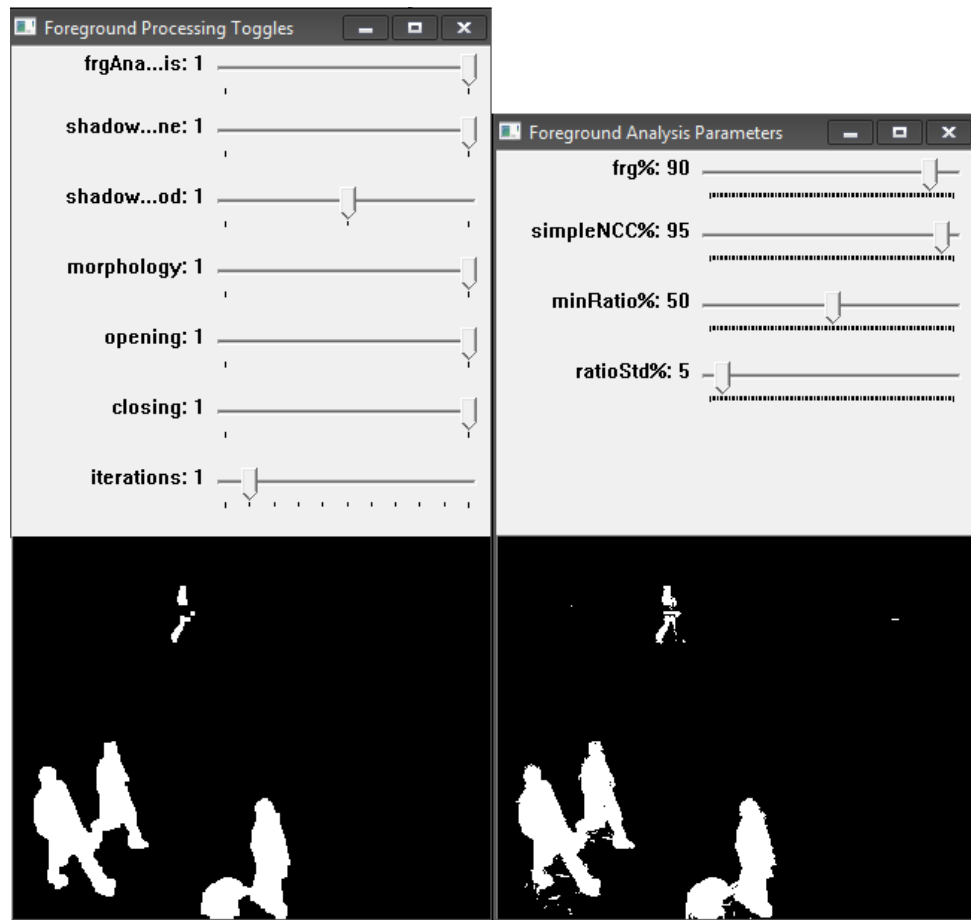 Foreground Processing Toggles
frgAna...is: 1
shadow...ne: 1
shadow...od: 1
morphology: 1
opening: 1
closing: 1
iterations: 1
Foreground Analysis Parameters
frg%: 90
simpleNCC%: 95
minRatio%: 50
ratioStd%: 5